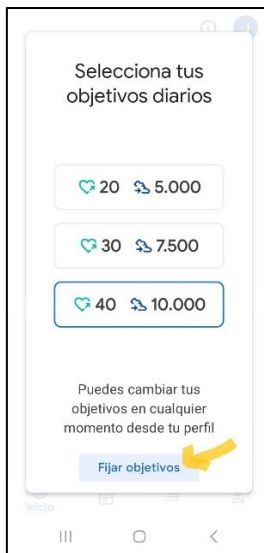 Selecciona tus
objetivos diarios
20 5.000
30 7.500
40 10.000
Puedes cambiar tus
objetivos en cualquier
momento desde tu perfil
Fijar objetivos
Inicio